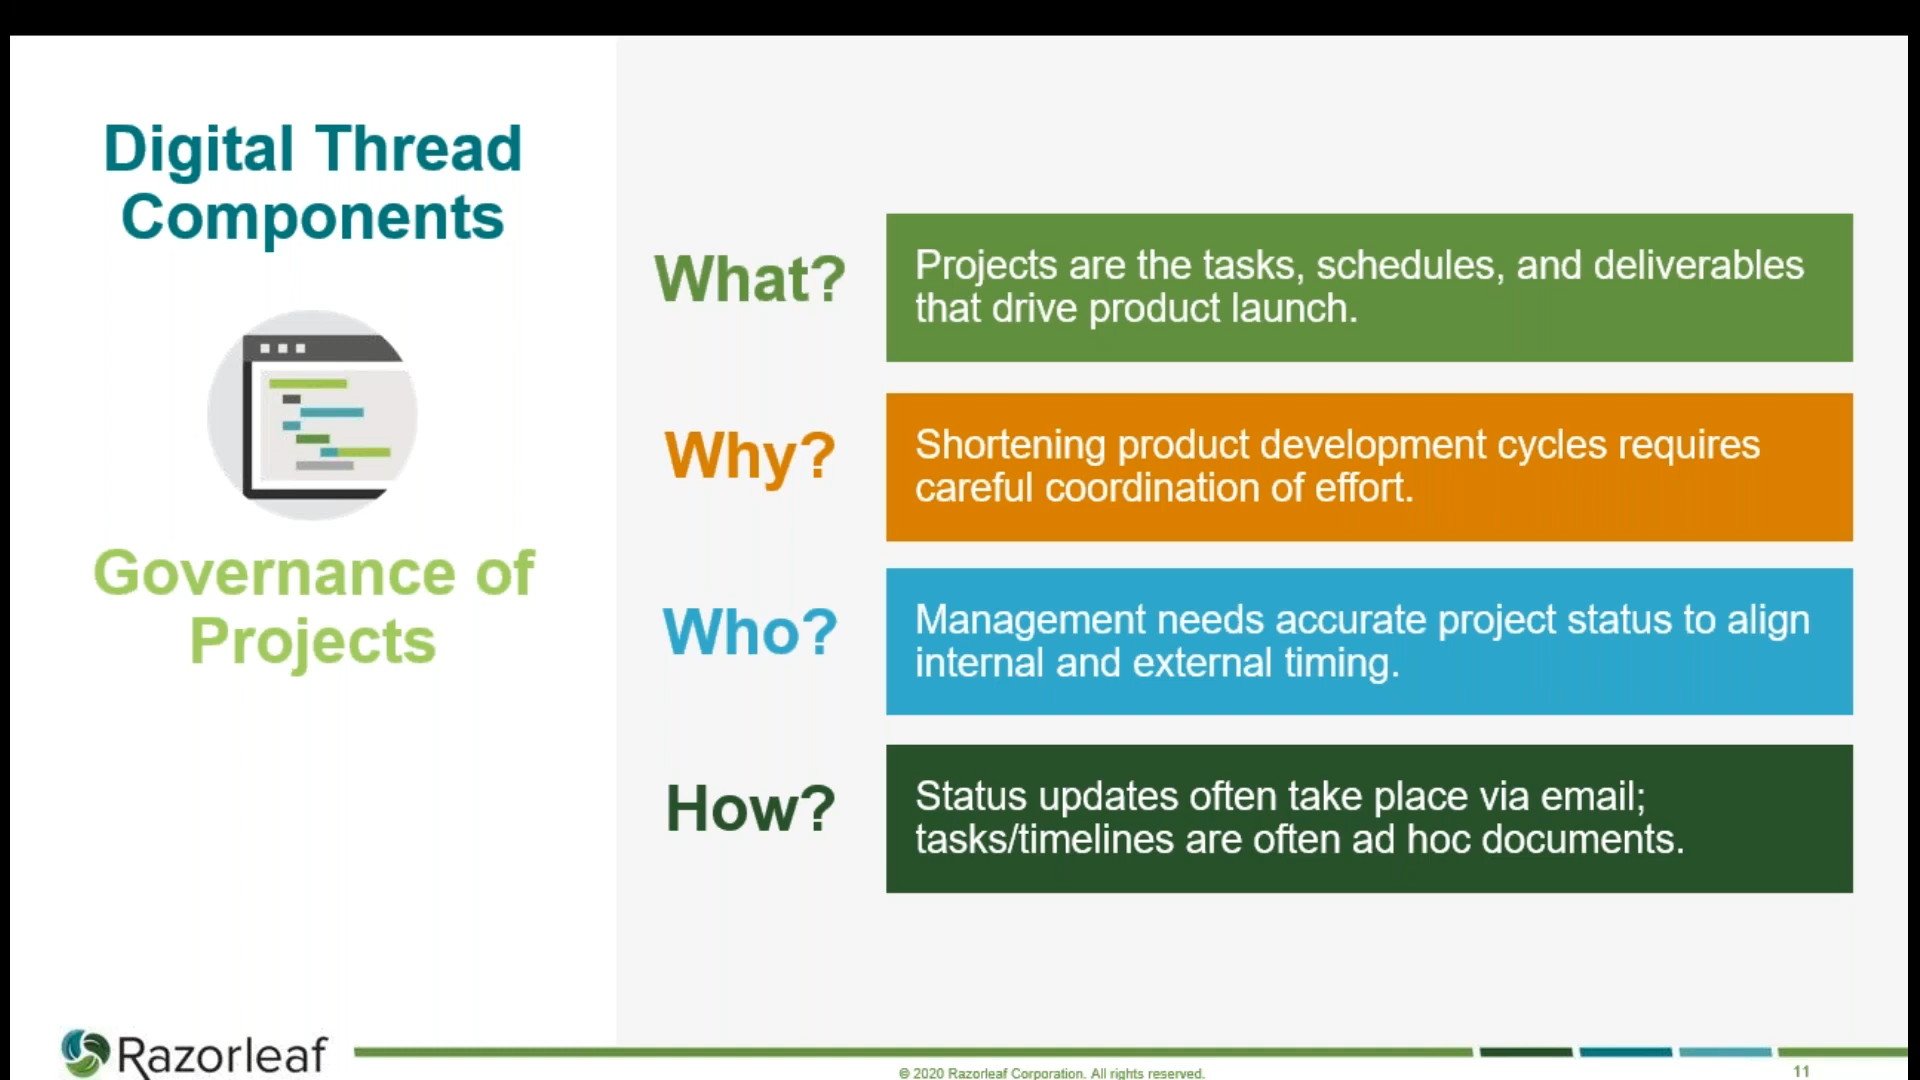 Digital Thread
Components
Governance of
Projects
What?
Projects are the tasks, schedules, and deliverables
that drive product launch.
Why?
Shortening product development cycles requires
careful coordination of effort.
Who?
Management needs accurate project status to align
internal and external timing.
How?
Status updates often take place via email;
tasks/timelines are often ad hoc documents.
Razorleaf
© 2020 Razorleaf Corporation. All rights reserved.
11